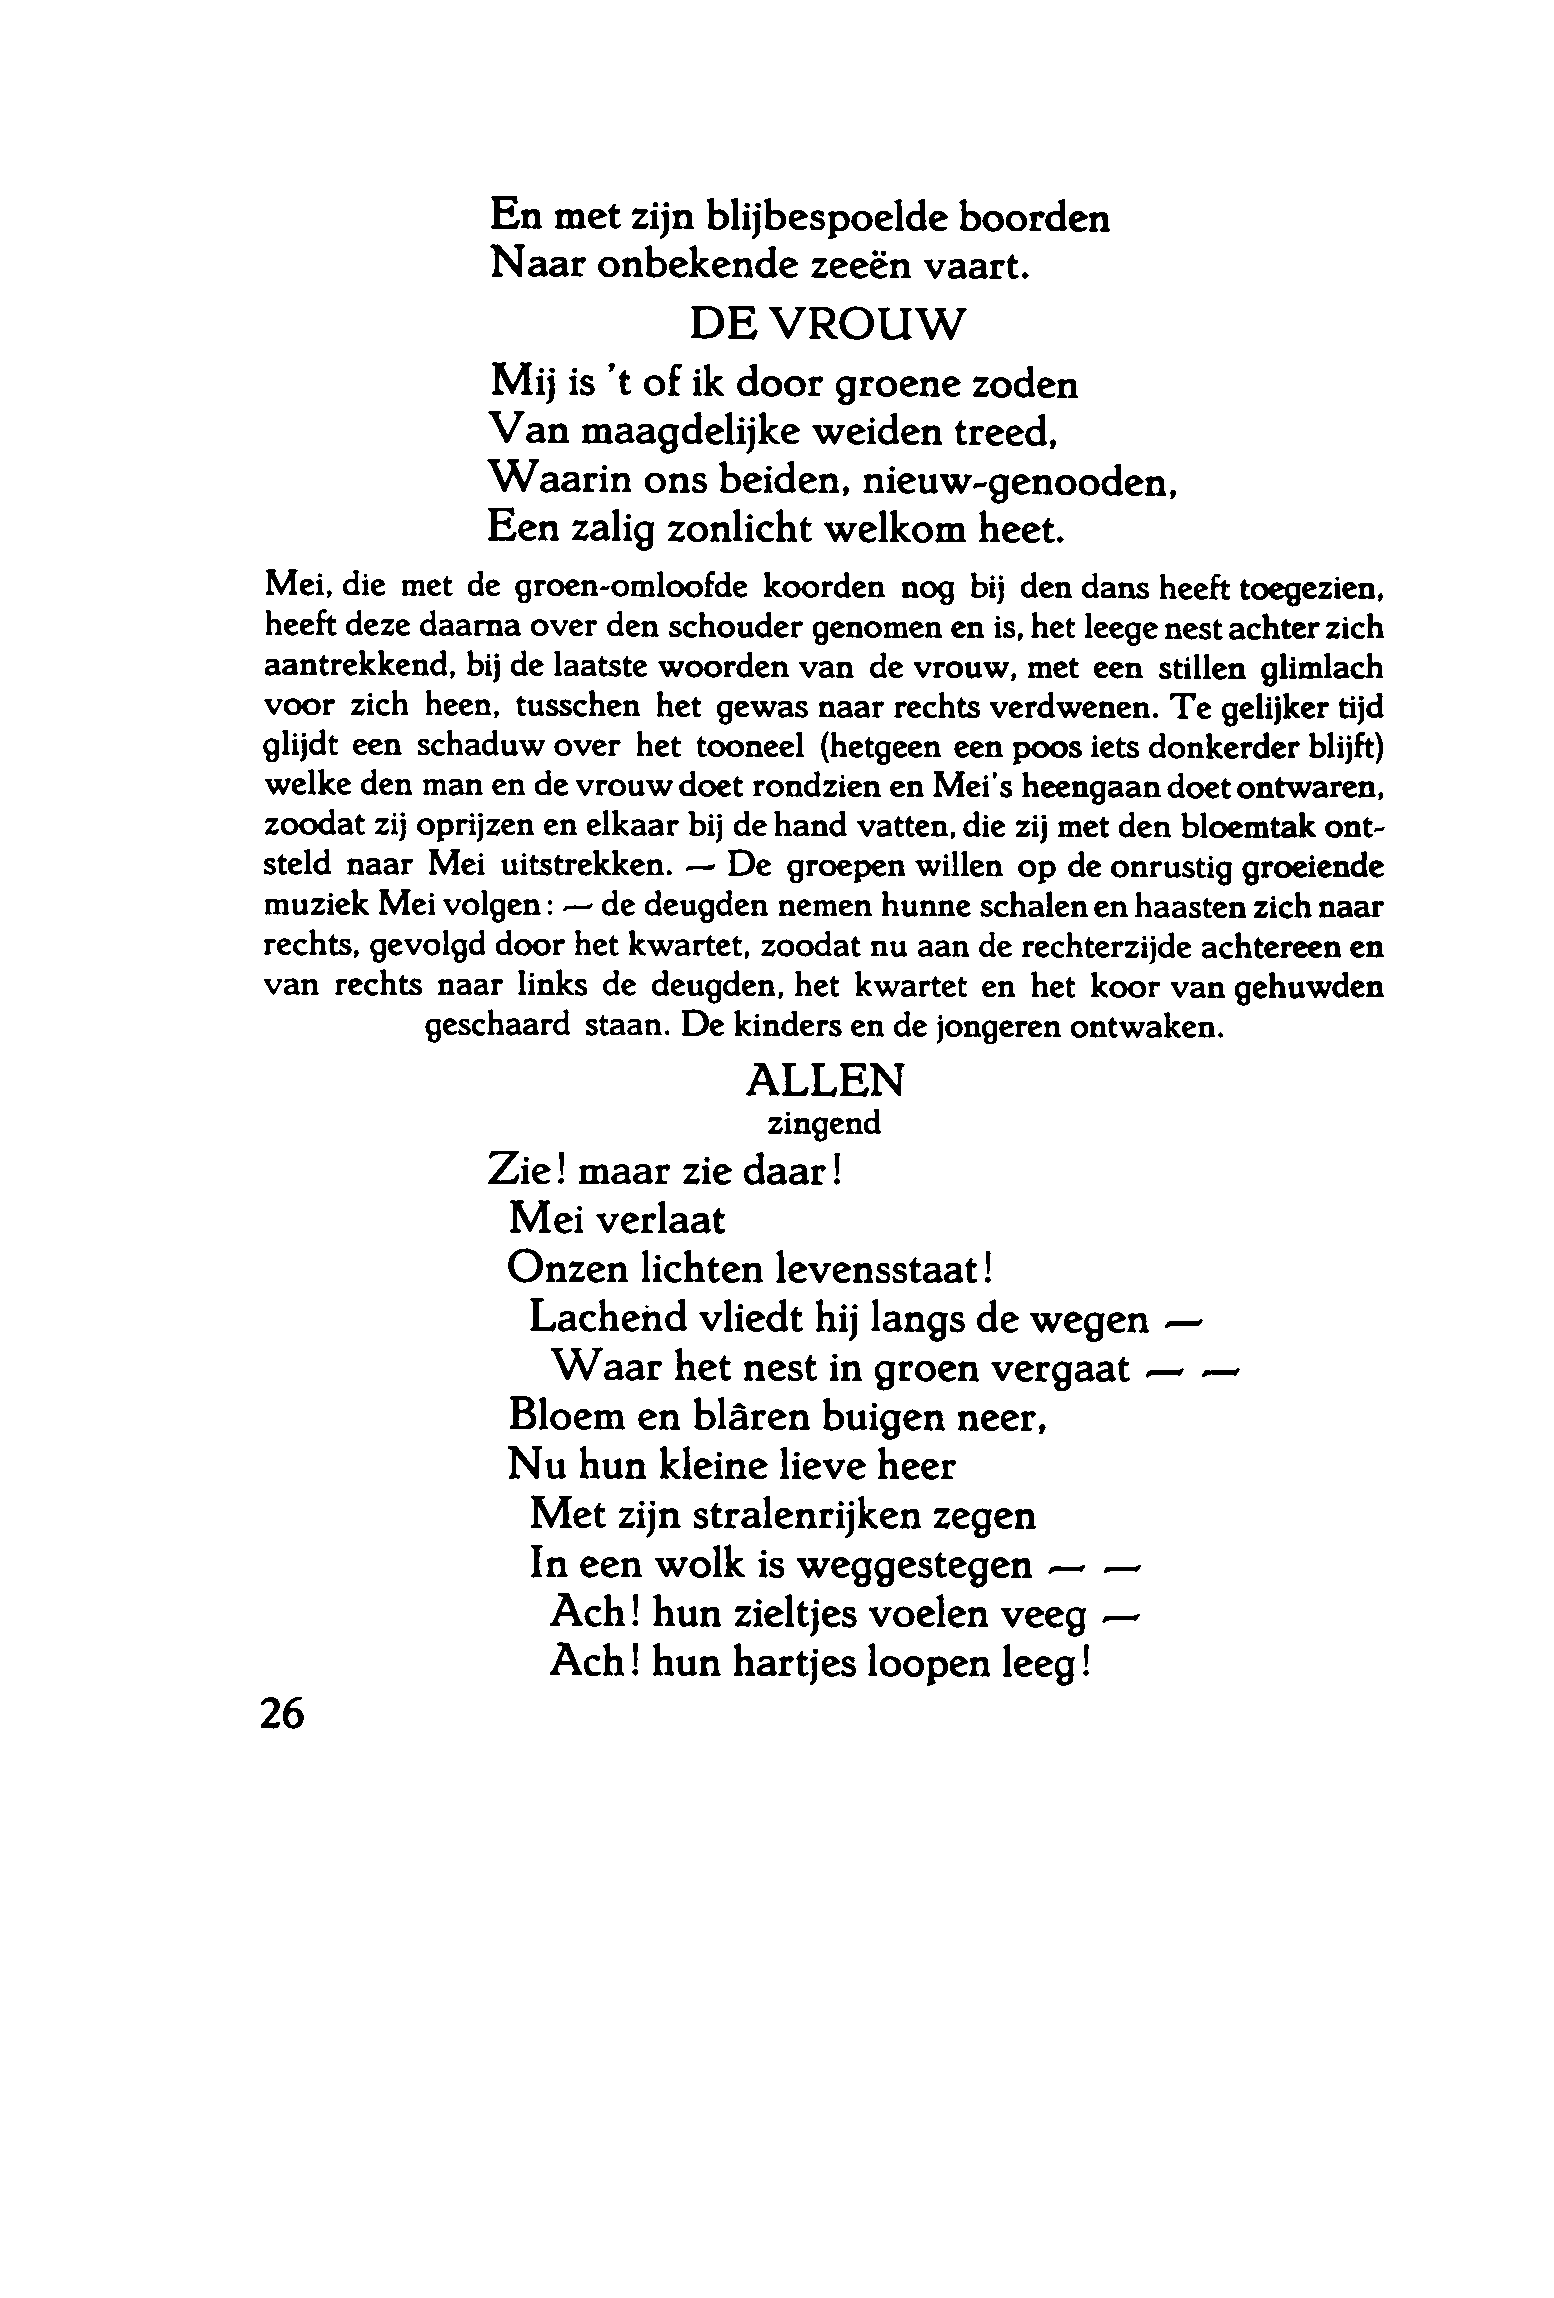 En met zijn blijbespoelde boorden
Naar onbekende zeeën vaart.
DE VROUW
Mij is 't of ik door groene zoden
Van maagdelijke weiden treed,
Waarin ons beiden, nieuw-genooden,
Een zalig zonlicht welkom heet.
Mei, die met de groen-omloofde koorden nog bij den dans heeft toegezien,
heeft deze daarna over den schouder genomen en is, het leege nest achter zich
aantrekkend, bij de laatste woorden van de vrouw, met een stillen glimlach
voor zich heen, tusschen het gewas naar rechts verdwenen. Te gelijker tijd
glijdt een schaduw over het tooneel (hetgeen een poos iets donkerder blijft)
welke den man en de vrouw doet rondzien en Mei's heengaan doet ontwaren,
zoodat zij oprijzen en elkaar bij de hand vatten, die zij met den bloemtak ont-
steld naar Mei uitstrekken. — De groepen willen op de onrustig groeiende
muziek Mei volgen: — de deugden nemen hunne schalen en haasten zich naar
rechts, gevolgd door het kwartet, zoodat nu aan de rechterzijde achtereen en
van rechts naar links de deugden, het kwartet en het koor van gehuwden
geschaard staan. De kinders en de jongeren ontwaken.
ALLEN
zingend
Zie! maar zie daar!
Mei verlaat
Onzen lichten levensstaat!
Lachend vliedt hij langs de wegen —
Waar het nest in groen vergaat — —
Bloem en blâren buigen neer,
Nu hun kleine lieve heer
Met zijn stralenrijken zegen
In een wolk is weggestegen — —
Ach! hun zieltjes voelen veeg —
Ach! hun hartjes loopen leeg!
26